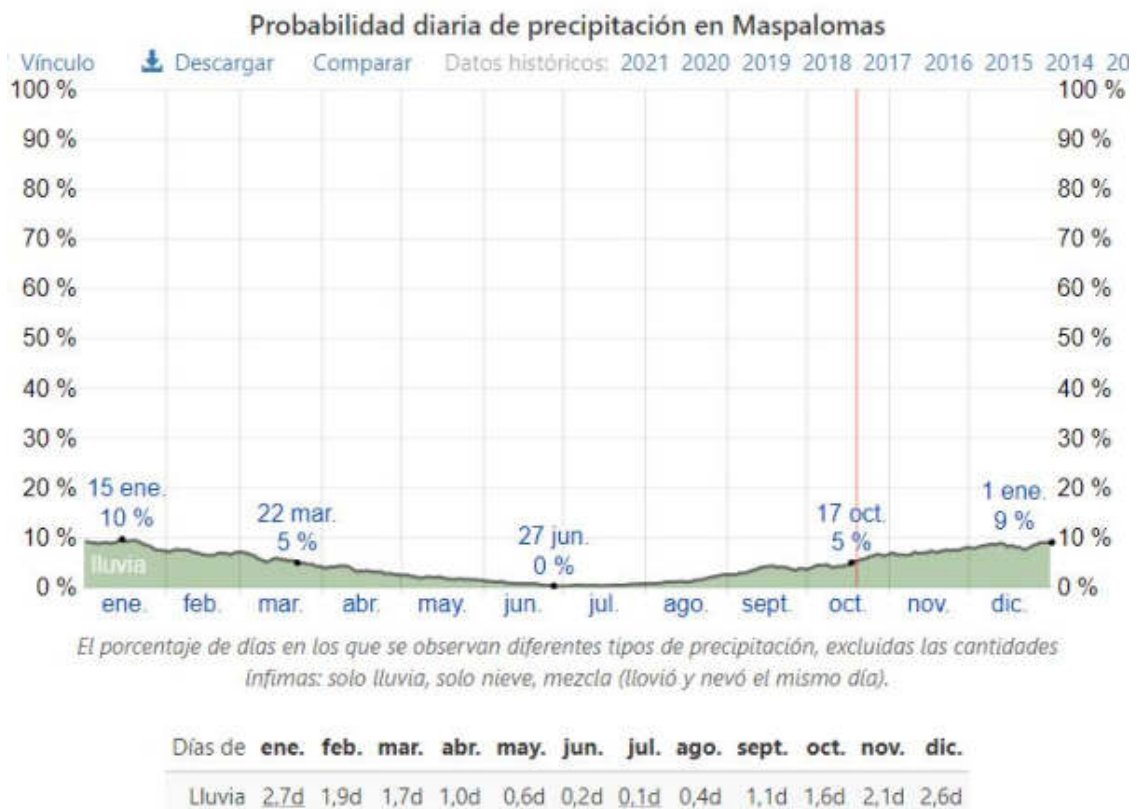 Probabilidad diaria de precipitación en Maspalomas
Vínculo Descargar Comparar Datos históricos: 2021 2020 2019 2018 2017 2016 2015 2014 20
100 % 100 %
90 % 90 %
80 % 80 %
70 % 70 %
60 % 60 %
50 % 50 %
40 % 40 %
30 % 30 %
20 % 20 %
10 % 10 %
0 % 0 %
15 ene.
10 %
22 mar.
5 %
27 jun.
0 %
17 oct.
5 %
1 ene.
9 %
lluvia
ene. feb. mar. abr. may. jun. jul. ago. sept. oct. nov. dic.
El porcentaje de días en los que se observan diferentes tipos de precipitación, excluidas las cantidades
ínfimas: solo lluvia, solo nieve, mezcla (llovió y nevó el mismo día).
Días de ene. feb. mar. abr. may. jun. jul. ago. sept. oct. nov. dic.
Lluvia 2,7d 1,9d 1,7d 1,0d 0,6d 0,2d 0,1d 0,4d 1,1d 1,6d 2,1d 2,6d